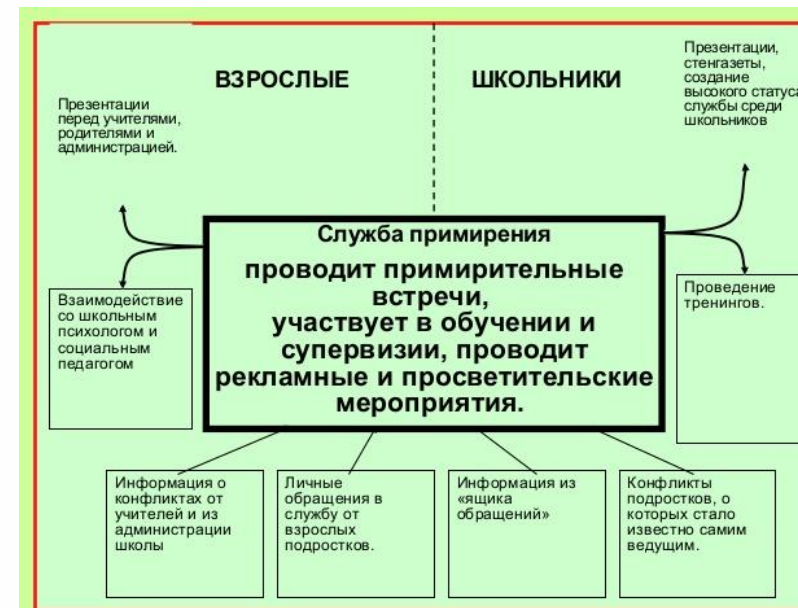 ВЗРОСЛЫЕ
ШКОЛЬНИКИ
Презентации
перед учителями,
родителями и
администрацией.
Презентации,
стенгазеты,
создание
высокого статуса
службы среди
школьников
Служба примирения
проводит примирительные
встречи,
участвует в обучении и
супервизии, проводит
рекламные и просветительские
мероприятия.
Взаимодействие
со школьным
психологом и
социальным
педагогом
Проведение
тренингов.
Информация о
конфликтах от
учителей и из
администрации
школы
Личные
обращения в
службу от
взрослых
подростков.
Информация из
«ящика
обращений»
Конфликты
подростков, о
которых стало
известно самим
ведущим.